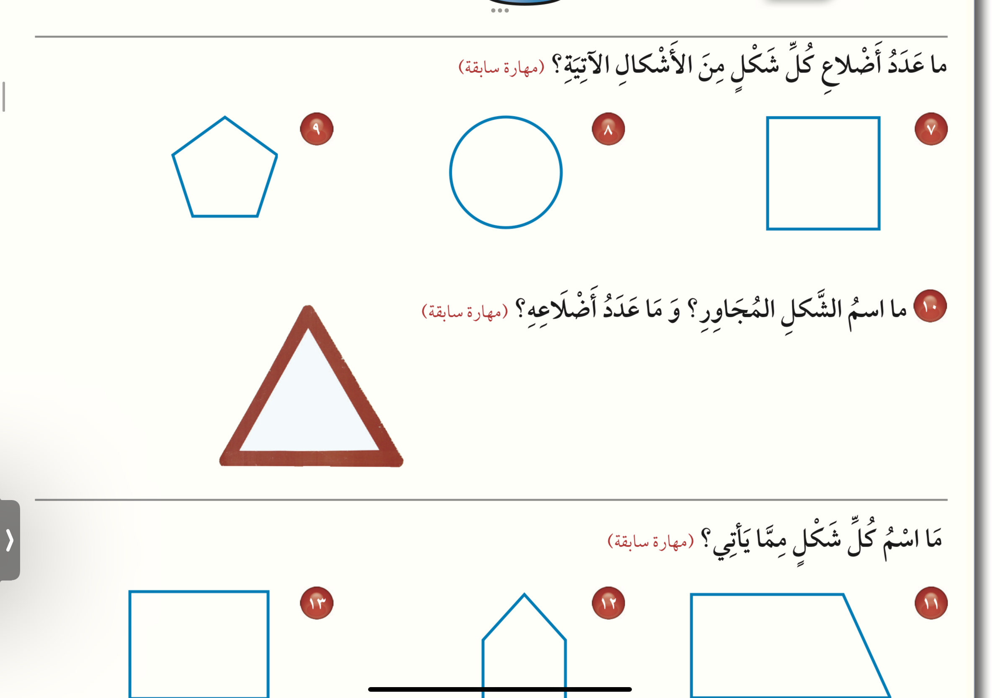 ما عَدَدُ أَضْلاعِ كُلِّ شَكْلٍ مِنَ الأَشْكالِ الآتِيَةِ؟ (مهارة سابقة)
٧ ٨ ٩
١٠ ما اسمُ الشَّكلِ المُجَاوِرِ؟ وَ مَا عَدَدُ أَضْلَاعِهِ؟ (مهارة سابقة)
مَا اسْمُ كُلِّ شَكْلٍ مِمَّا يَأتِي؟ (مهارة سابقة)
١١ ١٢ ١٣